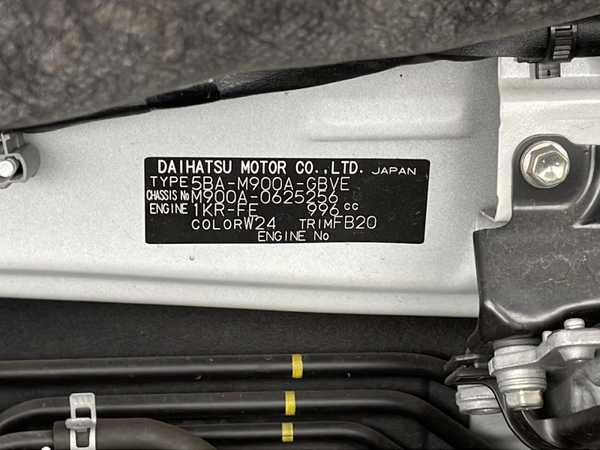 DAIHATSU MOTOR CO.,LTD. JAPAN
TYPE 5BA-M900A-GBVE
CHASSIS No M900A-0625256
ENGINE 1KR-FE 996 cc
COLOR W24 TRIM FB20
ENGINE No